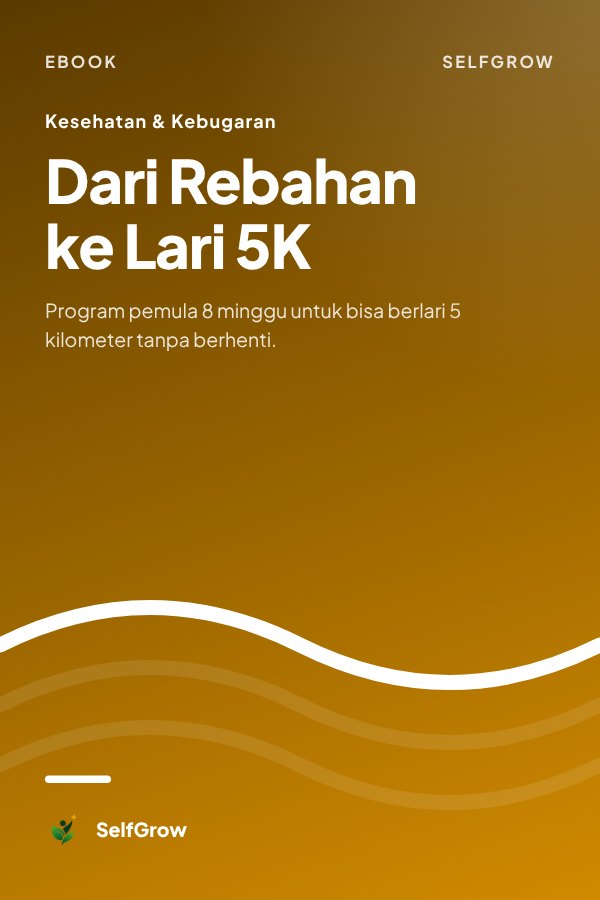 EBOOK
SELFGROW
Kesehatan & Kebugaran
Dari Rebahan
ke Lari 5K
Program pemula 8 minggu untuk bisa berlari 5
kilometer tanpa berhenti.
SelfGrow